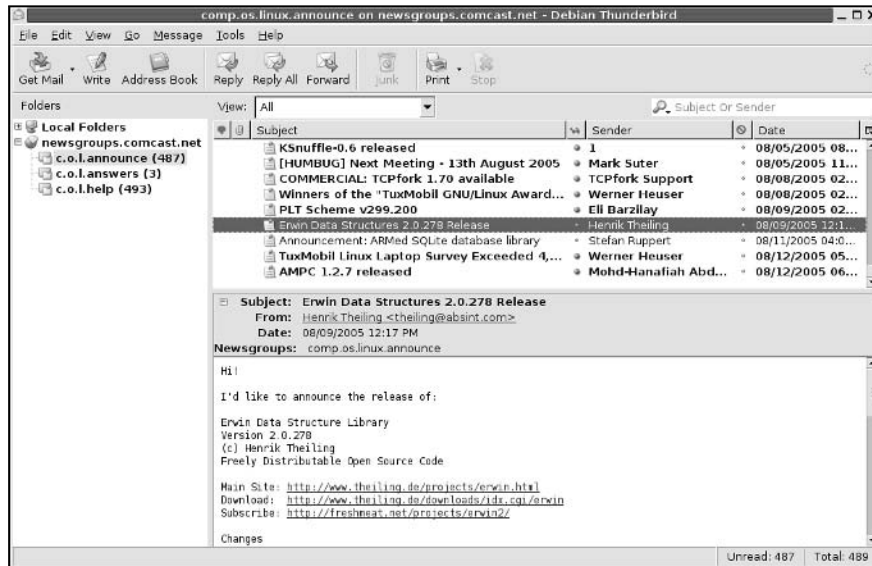 comp.os.linux.announce on newsgroups.comcast.net - Debian Thunderbird
File Edit View Go Message Tools Help
Get Mail Write Address Book Reply Reply All Forward Junk Print Stop
Folders
View: All
Subject Or Sender
Local Folders
newsgroups.comcast.net
c.o.l.announce (487)
c.o.l.answers (3)
c.o.l.help (493)
Subject Sender Date
KSnuffle-0.6 released 1 08/05/2005 08...
[HUMBUG] Next Meeting - 13th August 2005 Mark Suter 08/05/2005 11...
COMMERCIAL: TCPfork 1.70 available TCPfork Support 08/08/2005 02...
Winners of the "TuxMobil GNU/Linux Award... Werner Heuser 08/08/2005 02...
PLT Scheme v299.200 Eli Barzilay 08/09/2005 02...
Erwin Data Structures 2.0.278 Release Henrik Theiling 08/09/2005 12:1...
Announcement: ARMed SQLite database library Stefan Ruppert 08/11/2005 04:0...
TuxMobil Linux Laptop Survey Exceeded 4,... Werner Heuser 08/12/2005 05...
AMPC 1.2.7 released Mohd-Hanafiah Abd... 08/12/2005 06...
Subject: Erwin Data Structures 2.0.278 Release
From: Henrik Theiling <theiling@absint.com>
Date: 08/09/2005 12:17 PM
Newsgroups: comp.os.linux.announce
Hi!
I'd like to announce the release of:
Erwin Data Structure Library
Version 2.0.278
(c) Henrik Theiling
Freely Distributable Open Source Code
Main Site: http://www.theiling.de/projects/erwin.html
Download: http://www.theiling.de/downloads/idx.cgi/erwin
Subscribe: http://freshmeat.net/projects/erwin2/
Changes
Unread: 487 Total: 489